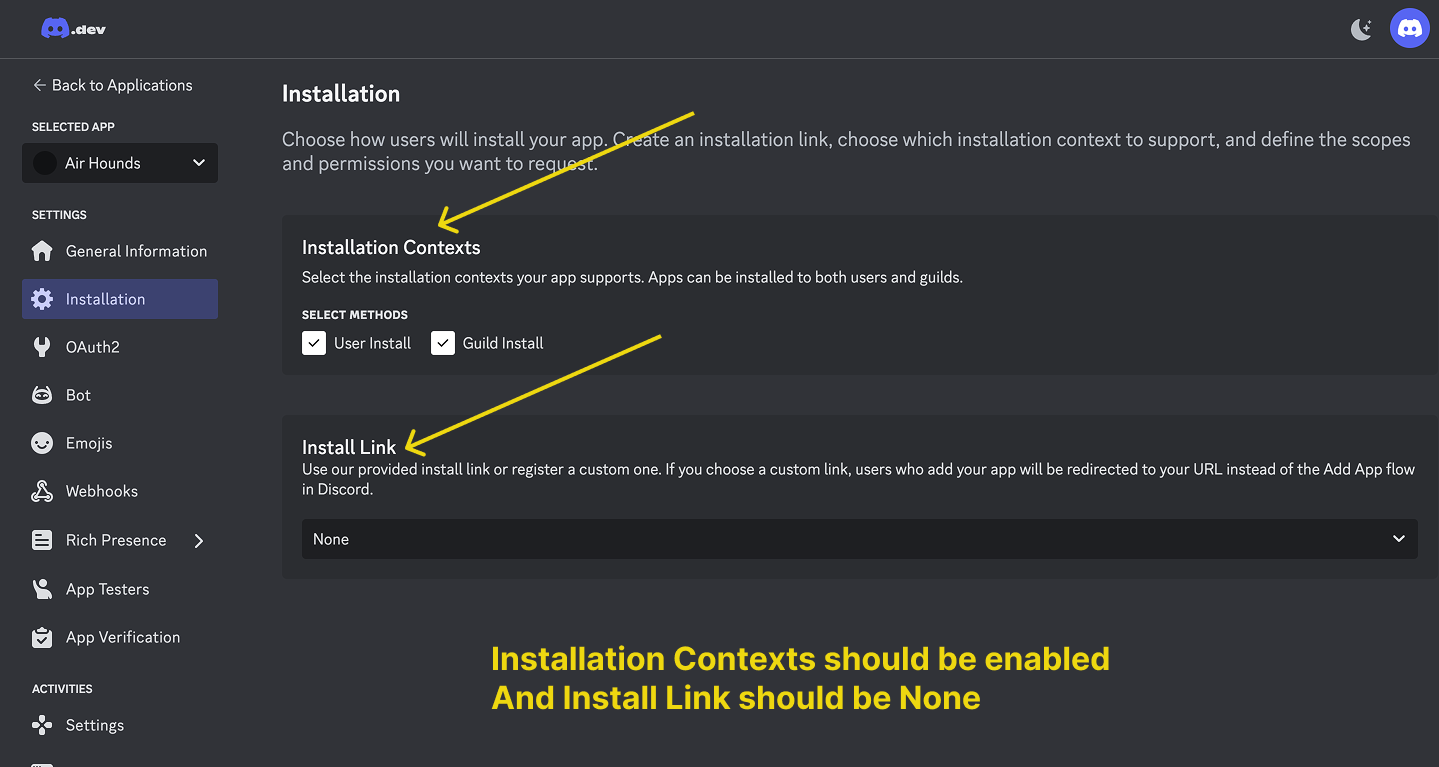 .dev
Back to Applications
SELECTED APP
Air Hounds
SETTINGS
General Information
Installation
OAuth2
Bot
Emojis
Webhooks
Rich Presence
App Testers
App Verification
ACTIVITIES
Settings
Installation
Choose how users will install your app. Create an installation link, choose which installation context to support, and define the scopes
and permissions you want to request.
Installation Contexts
Select the installation contexts your app supports. Apps can be installed to both users and guilds.
SELECT METHODS
User Install Guild Install
Install Link
Use our provided install link or register a custom one. If you choose a custom link, users who add your app will be redirected to your URL instead of the Add App flow
in Discord.
None
Installation Contexts should be enabled
And Install Link should be None